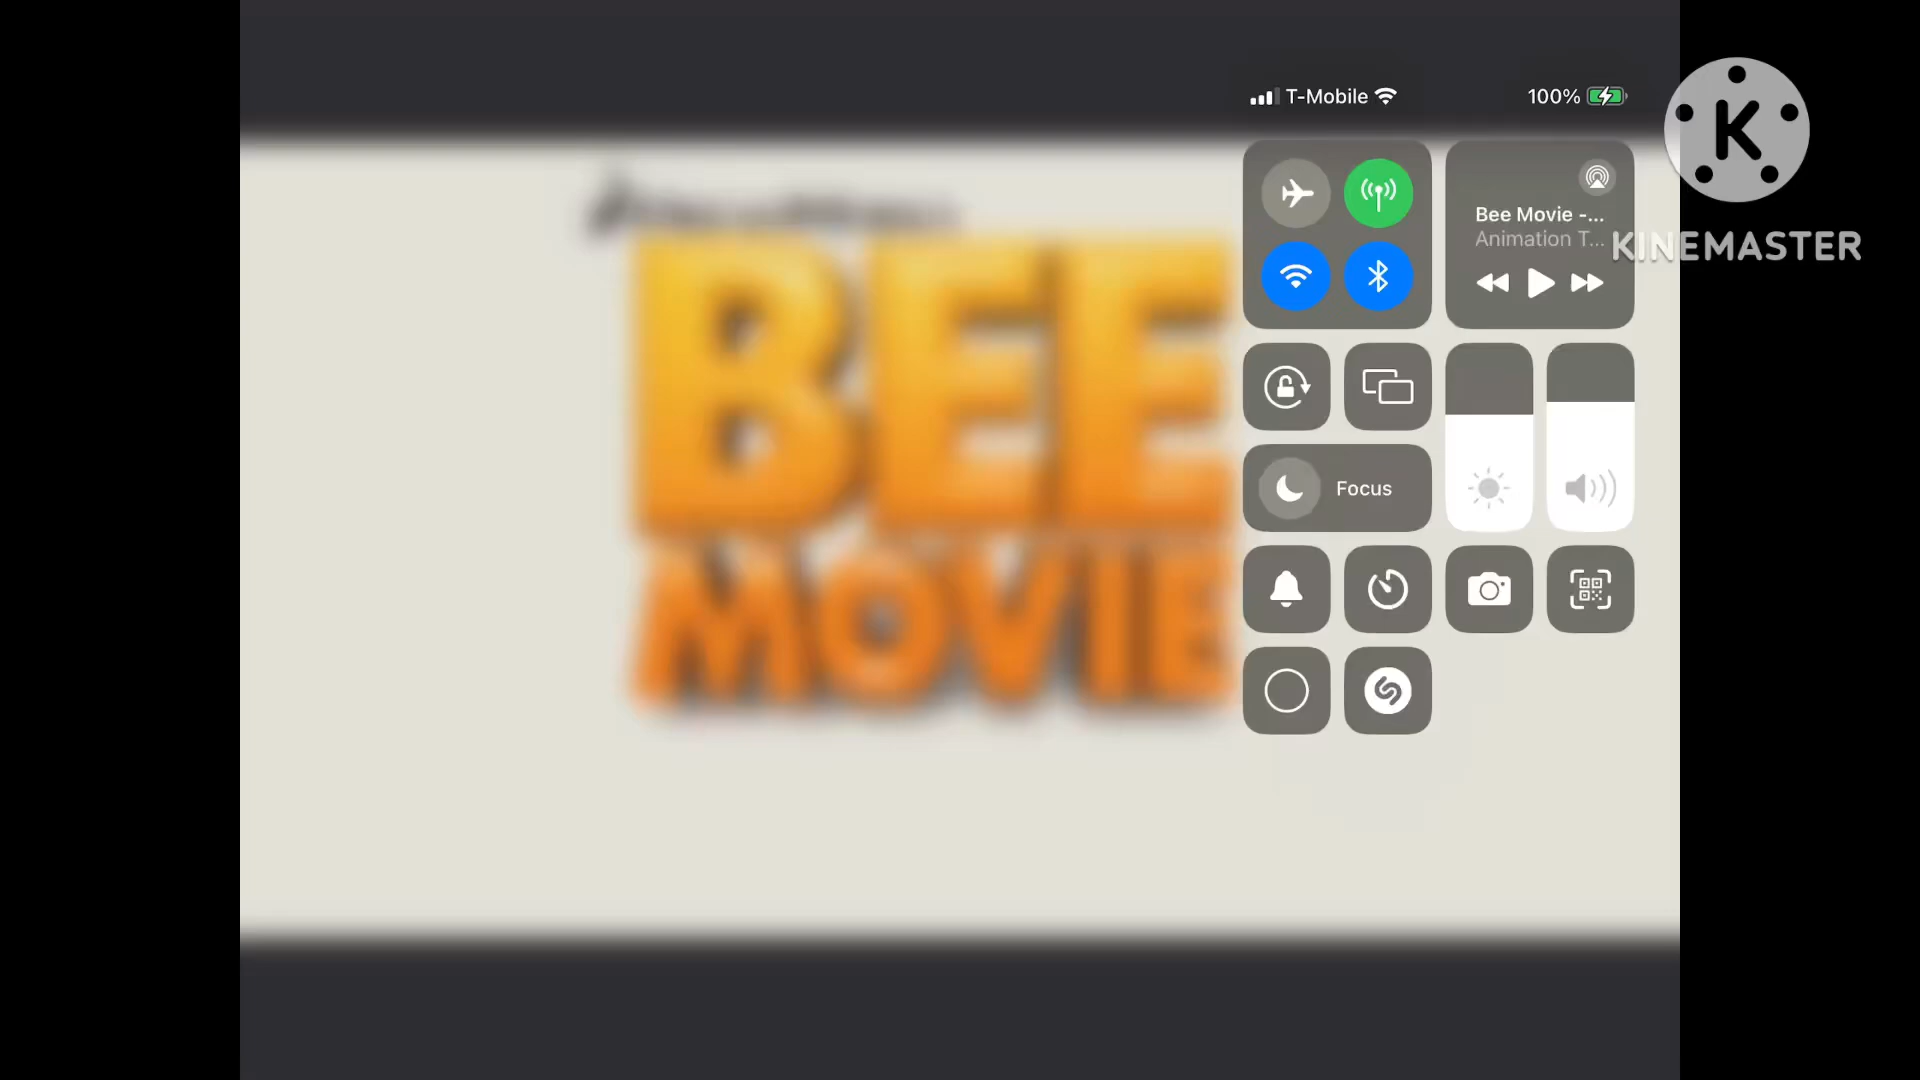 T-Mobile
100%
Bee Movie -...
Animation T...
KINEMASTER
BEE
MOVIE
Focus